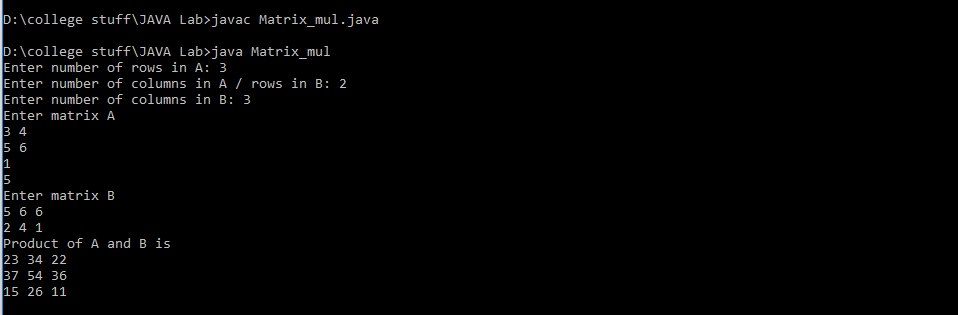 D:\college stuff\JAVA Lab>javac Matrix_mul.java
D:\college stuff\JAVA Lab>java Matrix_mul
Enter number of rows in A: 3
Enter number of columns in A / rows in B: 2
Enter number of columns in B: 3
Enter matrix A
3 4
5 6
1
5
Enter matrix B
5 6 6
2 4 1
Product of A and B is
23 34 22
37 54 36
15 26 11